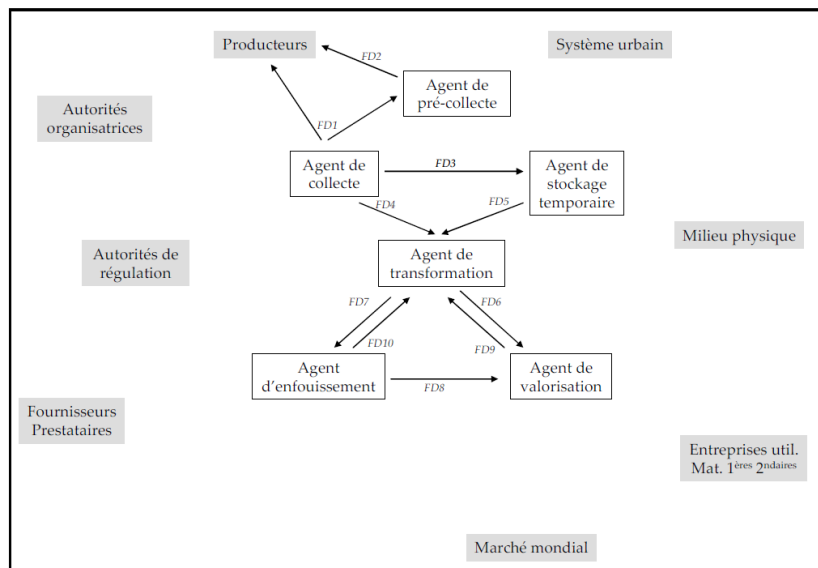 Producteurs
Système urbain
FD2
Agent de
pré-collecte
Autorités
organisatrices
FD1
Agent de
collecte
FD3
Agent de
stockage
temporaire
FD4
FD5
Milieu physique
Autorités de
régulation
Agent de
transformation
FD7
FD6
FD10
FD9
Agent
d'enfouissement
FD8
Agent de
valorisation
Fournisseurs
Prestataires
Entreprises util.
Mat. 1ères 2ndaires
Marché mondial